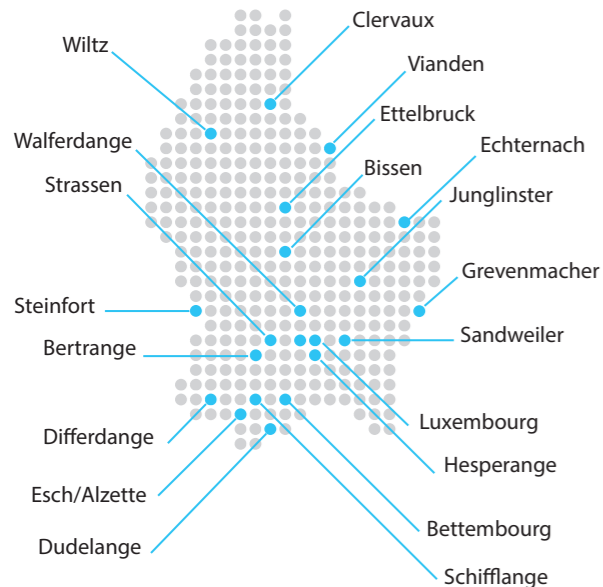 Clervaux
Wiltz
Vianden
Ettelbruck
Walferdange
Echternach
Bissen
Strassen
Junglinster
Grevenmacher
Steinfort
Sandweiler
Bertrange
Luxembourg
Differdange
Hesperange
Esch/Alzette
Bettembourg
Dudelange
Schifflange